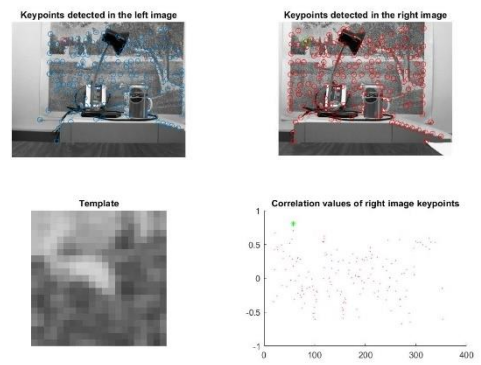 Keypoints detected in the left image
Keypoints detected in the right image
Template
Correlation values of right image keypoints
1
0.5
0
-0.5
-1
0 100 200 300 400